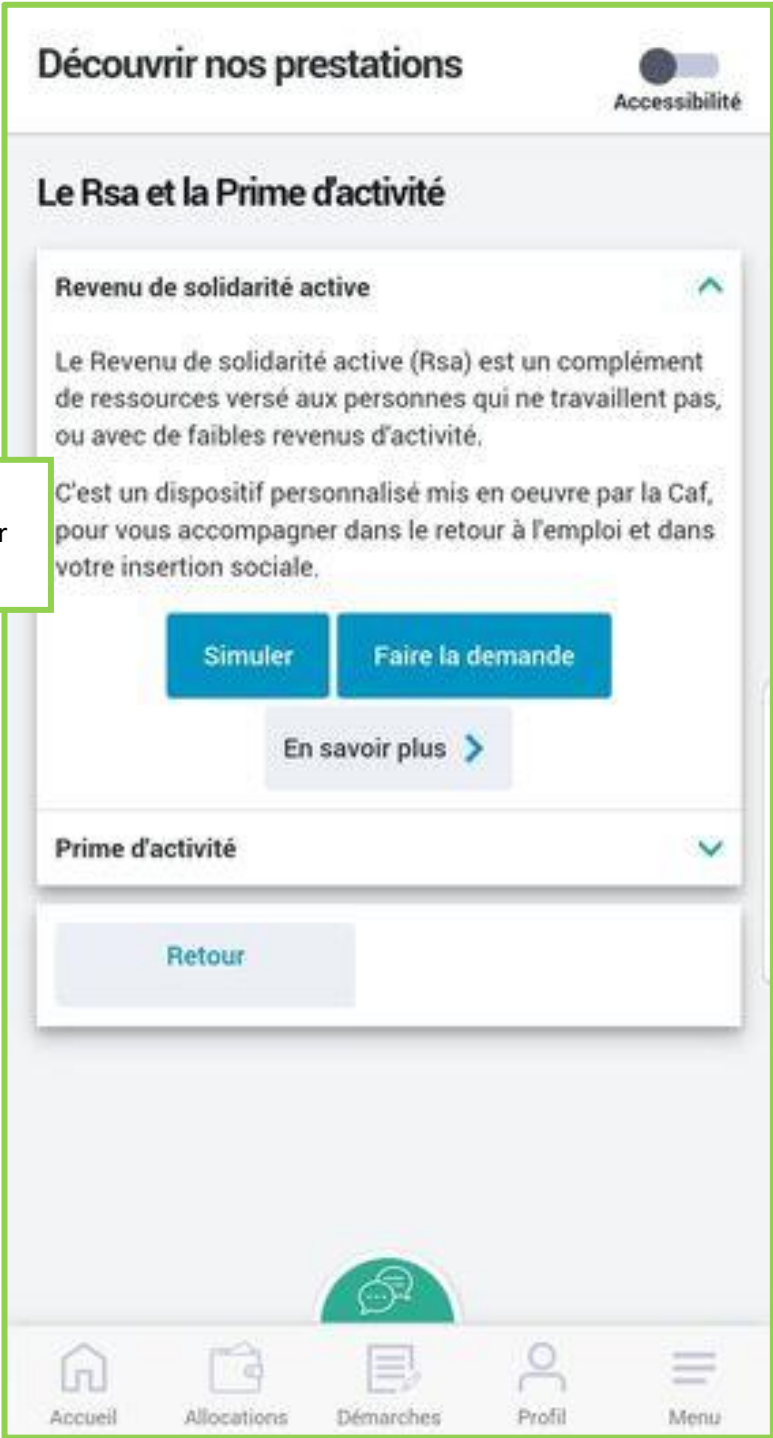 Découvrir nos prestations
Accessibilité
Le Rsa et la Prime d'activité
Revenu de solidarité active
Le Revenu de solidarité active (Rsa) est un complément
de ressources versé aux personnes qui ne travaillent pas,
ou avec de faibles revenus d'activité.
C'est un dispositif personnalisé mis en oeuvre par la Caf,
pour vous accompagner dans le retour à l'emploi et dans
votre insertion sociale.
r
Simuler
Faire la demande
En savoir plus
Prime d'activité
Retour
Accueil
Allocations
Démarches
Profil
Menu